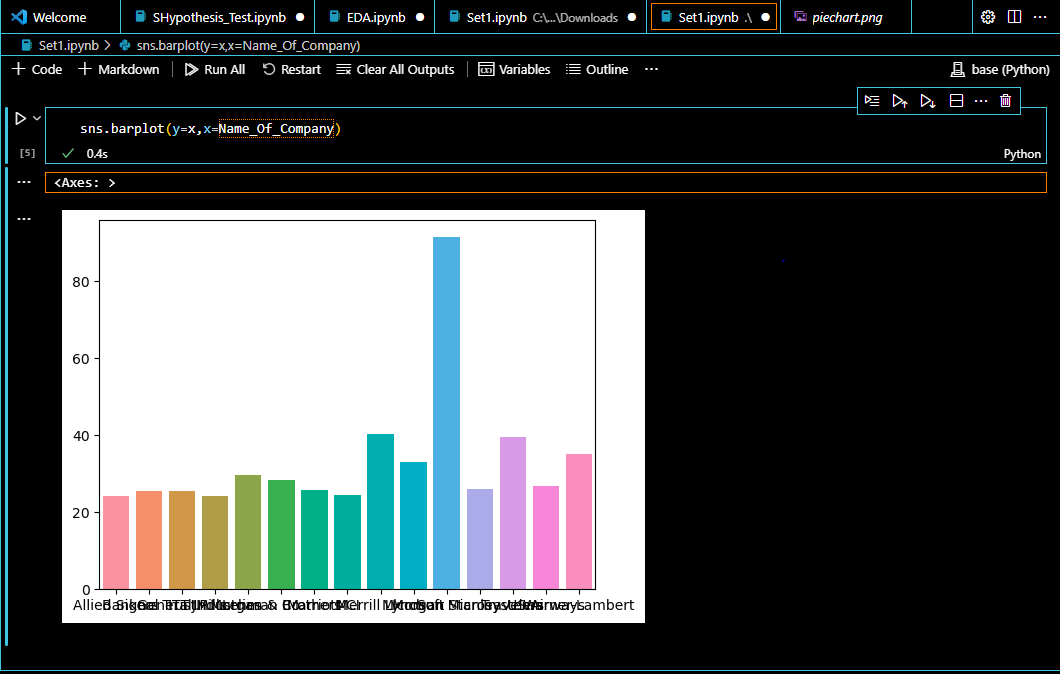 Welcome SHypothesis_Test.ipynb EDA.ipynb Set1.ipynb C:\...\Downloads Set1.ipynb .\ piechart.png ...
Set1.ipynb > sns.barplot(y=x,x=Name_Of_Company)
+ Code + Markdown Run All Restart Clear All Outputs Variables Outline ... base (Python)
sns.barplot(y=x,x=Name_Of_Company)
[5] 0.4s Python
<Axes: >
80
60
40
20
0
Allied Signal